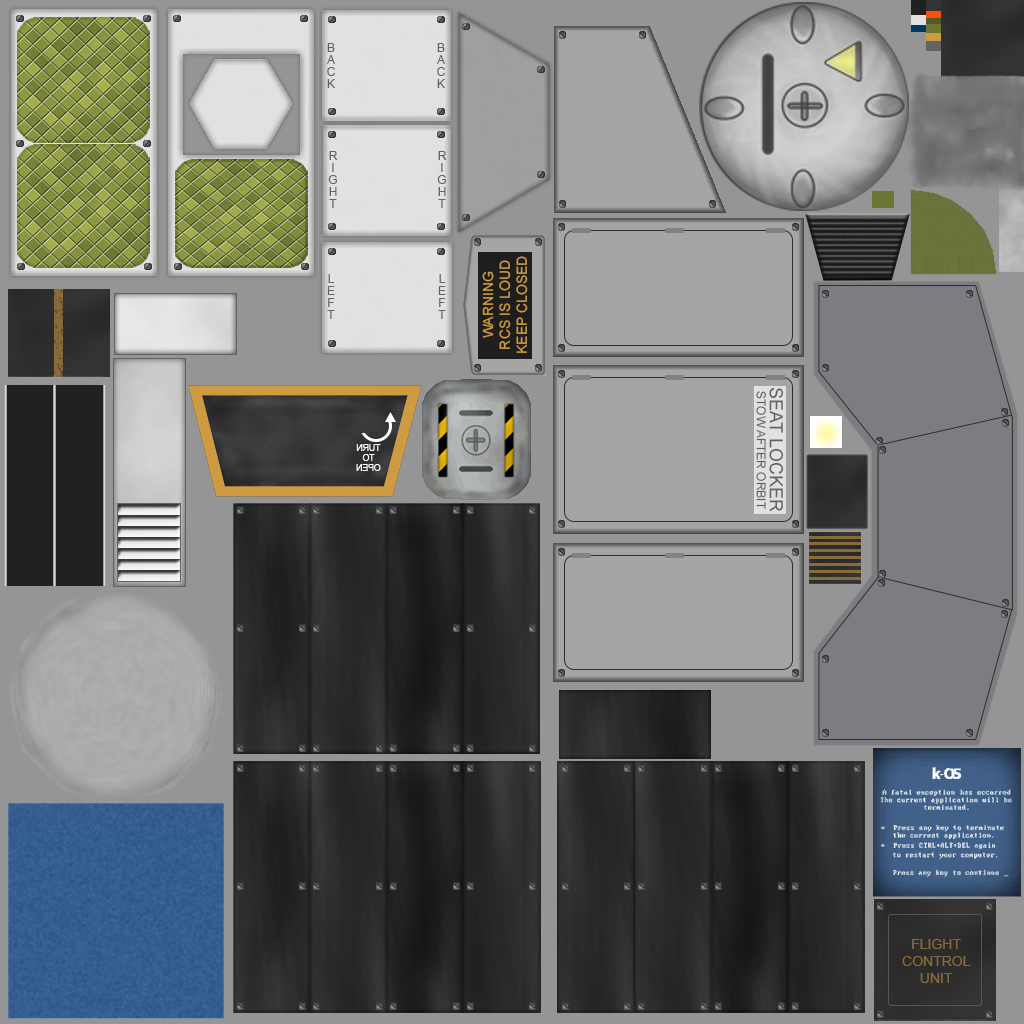 BACK
BACK
RIGHT
RIGHT
LEFT
LEFT
WARNING
RCS IS LOUD
KEEP CLOSED
TURN
TO
OPEN
SEAT LOCKER
STOW AFTER ORBIT
k-OS
A fatal exception has occurred
The current application will be
terminated.
* Press any key to terminate
the current application.
* Press CTRL+ALT+DEL again
to restart your computer.
Press any key to continue _
FLIGHT
CONTROL
UNIT